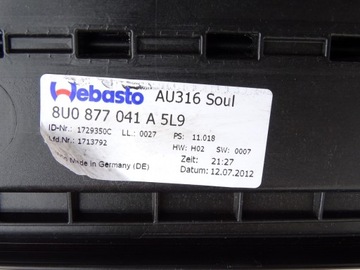 Webasto AU316 Soul
8U0 877 041 A 5L9
ID-Nr.: 1729350C LL.: 0027 PS: 11.018
Lfd.Nr.: 1713792 HW: H02 SW: 0007
Made in Germany (DE) Zeit: 21:27
Datum: 12.07.2012